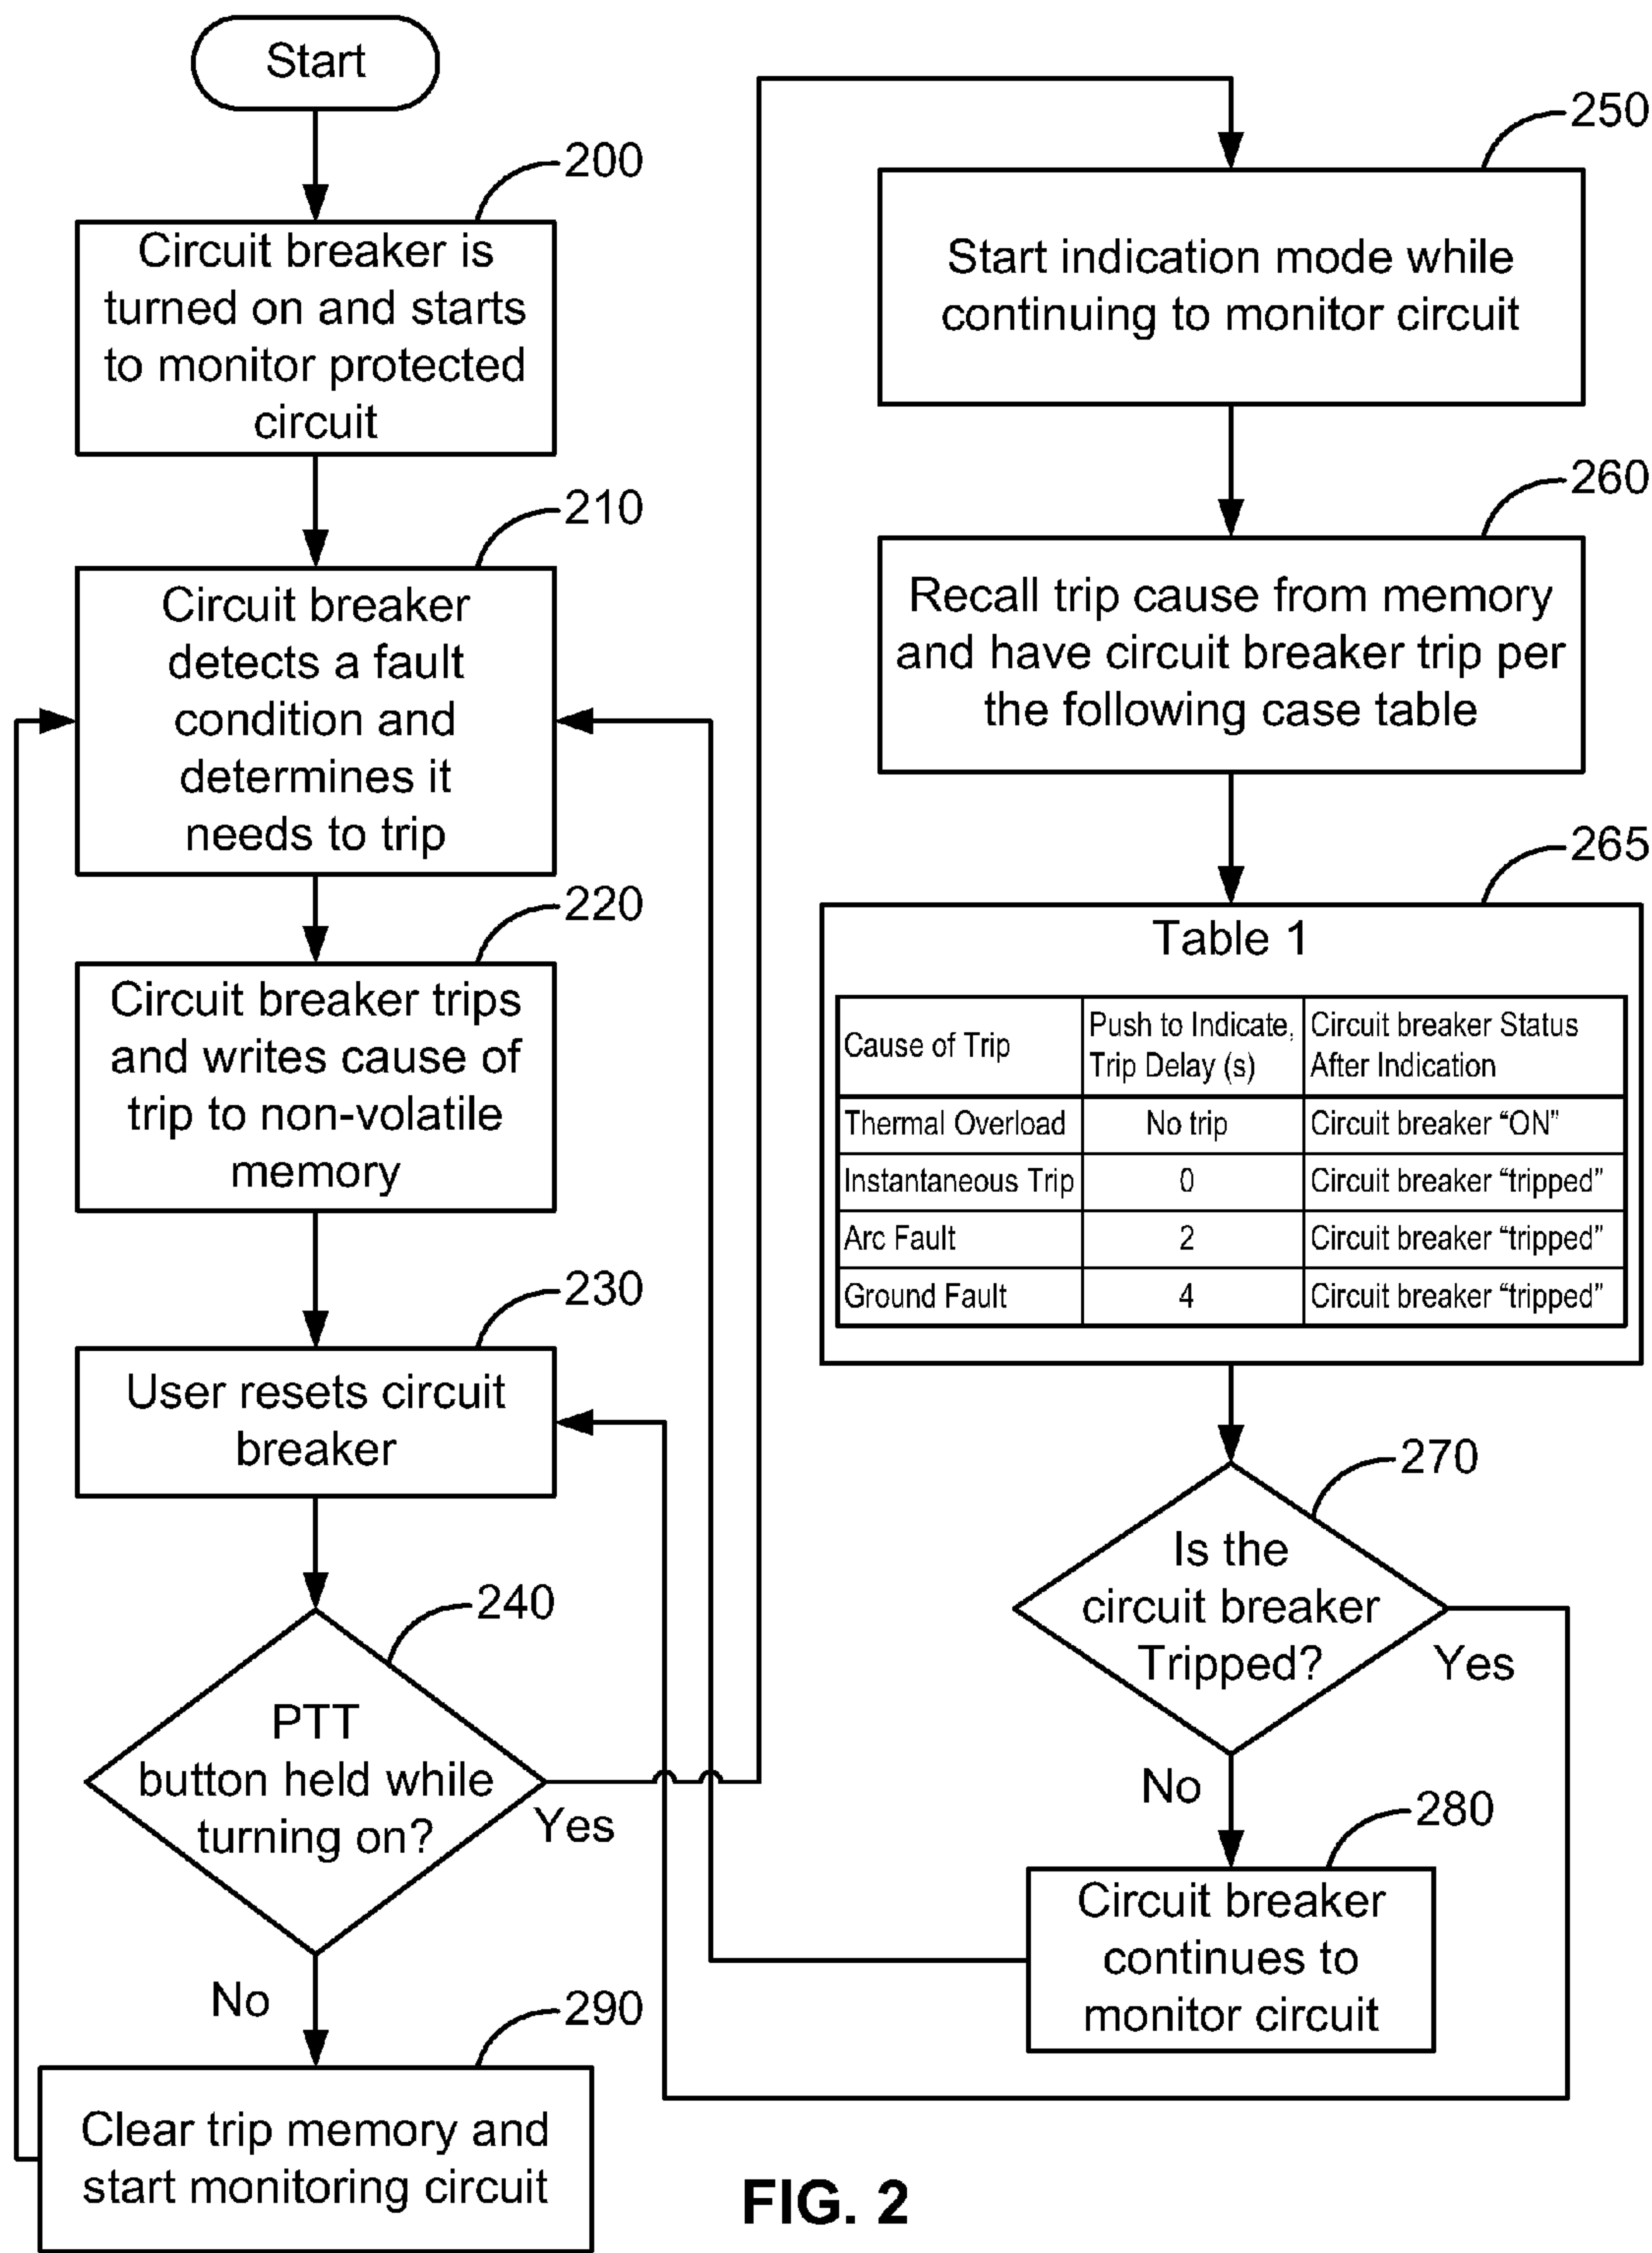 Start
200
Circuit breaker is
turned on and starts
to monitor protected
circuit
210
Circuit breaker
detects a fault
condition and
determines it
needs to trip
220
Circuit breaker trips
and writes cause of
trip to non-volatile
memory
230
User resets circuit
breaker
240
PTT
button held while
turning on?
Yes
No
290
Clear trip memory and
start monitoring circuit
250
Start indication mode while
continuing to monitor circuit
260
Recall trip cause from memory
and have circuit breaker trip per
the following case table
265
Table 1
Cause of Trip
Push to Indicate,
Trip Delay (s)
Circuit breaker Status
After Indication
Thermal Overload No trip Circuit breaker “ON”
Instantaneous Trip 0 Circuit breaker “tripped”
Arc Fault 2 Circuit breaker “tripped”
Ground Fault 4 Circuit breaker “tripped”
270
Is the
circuit breaker
Tripped?
Yes
No
280
Circuit breaker
continues to
monitor circuit
FIG. 2